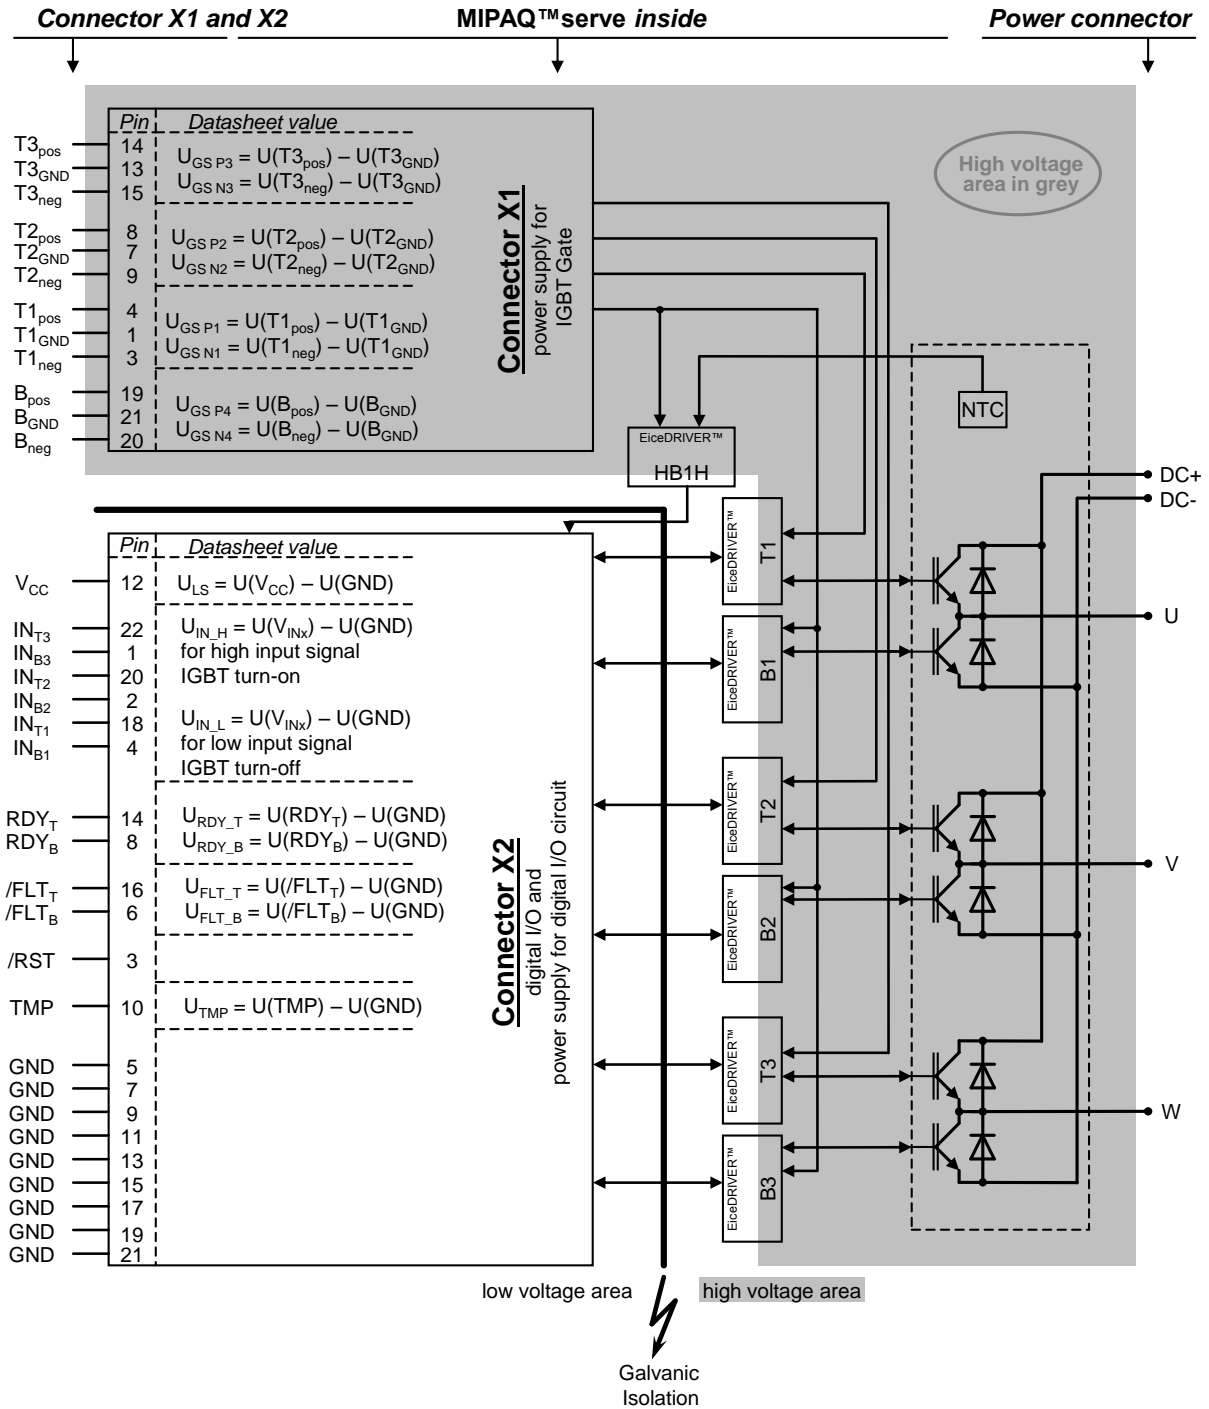 Connector X1 and X2
MIPAQ™serve inside
Power connector
High voltage
area in grey
Pin Datasheet value
T3pos 14
T3GND 13
T3neg 15
UGS P3 = U(T3pos) – U(T3GND)
UGS N3 = U(T3neg) – U(T3GND)
T2pos 8
T2GND 7
T2neg 9
UGS P2 = U(T2pos) – U(T2GND)
UGS N2 = U(T2neg) – U(T2GND)
T1pos 4
T1GND 1
T1neg 3
UGS P1 = U(T1pos) – U(T1GND)
UGS N1 = U(T1neg) – U(T1GND)
Bpos 19
BGND 21
Bneg 20
UGS P4 = U(Bpos) – U(BGND)
UGS N4 = U(Bneg) – U(BGND)
Connector X1
power supply for
IGBT Gate
NTC
EiceDRIVER™
HB1H
DC+
DC-
Pin Datasheet value
VCC 12 ULS = U(VCC) – U(GND)
INT3 22
INB3 1
INT2 20
INB2 2
INT1 18
INB1 4
UIN_H = U(VINx) – U(GND)
for high input signal
IGBT turn-on
UIN_L = U(VINx) – U(GND)
for low input signal
IGBT turn-off
RDYT 14 URDY_T = U(RDYT) – U(GND)
RDYB 8 URDY_B = U(RDYB) – U(GND)
/FLTT 16 UFLT_T = U(/FLTT) – U(GND)
/FLTB 6 UFLT_B = U(/FLTB) – U(GND)
/RST 3
TMP 10 UTMP = U(TMP) – U(GND)
GND 5
GND 7
GND 9
GND 11
GND 13
GND 15
GND 17
GND 19
GND 21
Connector X2
digital I/O and
power supply for digital I/O circuit
EiceDRIVER™
T1
EiceDRIVER™
B1
EiceDRIVER™
T2
EiceDRIVER™
B2
EiceDRIVER™
T3
EiceDRIVER™
B3
U
V
W
low voltage area
high voltage area
Galvanic
Isolation